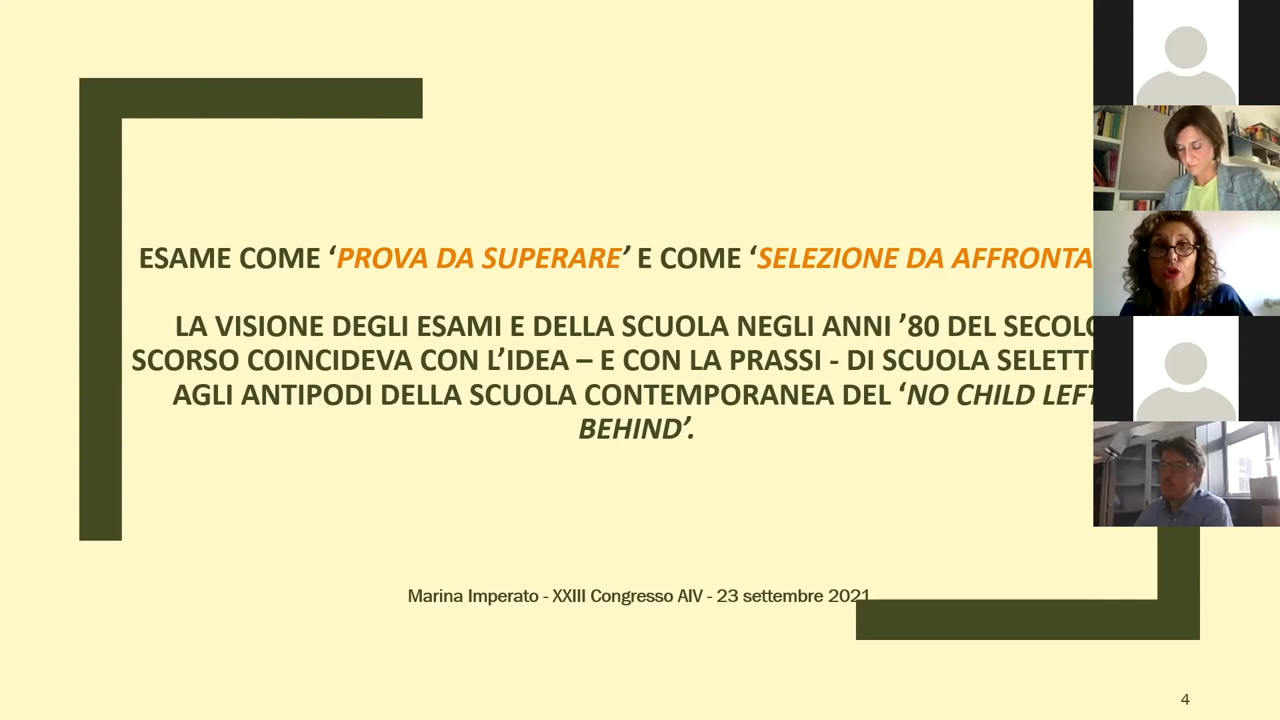 ESAME COME ‘PROVA DA SUPERARE’ E COME ‘SELEZIONE DA
LA VISIONE DEGLI ESAMI E DELLA SCUOLA NEGLI ANNI ’80 DEL SECOLO
SCORSO COINCIDEVA CON L’IDEA – E CON LA PRASSI - DI SCUOLA
AGLI ANTIPODI DELLA SCUOLA CONTEMPORANEA DEL ‘NO CHILD LEFT
BEHIND’.
Marina Imperato - XXIII Congresso AIV - 23 settembre 2021
4